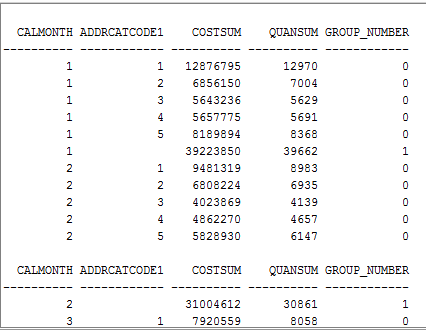 CALMONTH ADDRCATCODE1 COSTSUM QUANSUM GROUP_NUMBER
---------- ------------ ---------- ---------- ------------
1 1 12876795 12970 0
1 2 6856150 7004 0
1 3 5643236 5629 0
1 4 5657775 5691 0
1 5 8189894 8368 0
1 39223850 39662 1
2 1 9481319 8983 0
2 2 6808224 6935 0
2 3 4023869 4139 0
2 4 4862270 4657 0
2 5 5828930 6147 0
CALMONTH ADDRCATCODE1 COSTSUM QUANSUM GROUP_NUMBER
---------- ------------ ---------- ---------- ------------
2 31004612 30861 1
3 1 7920559 8058 0